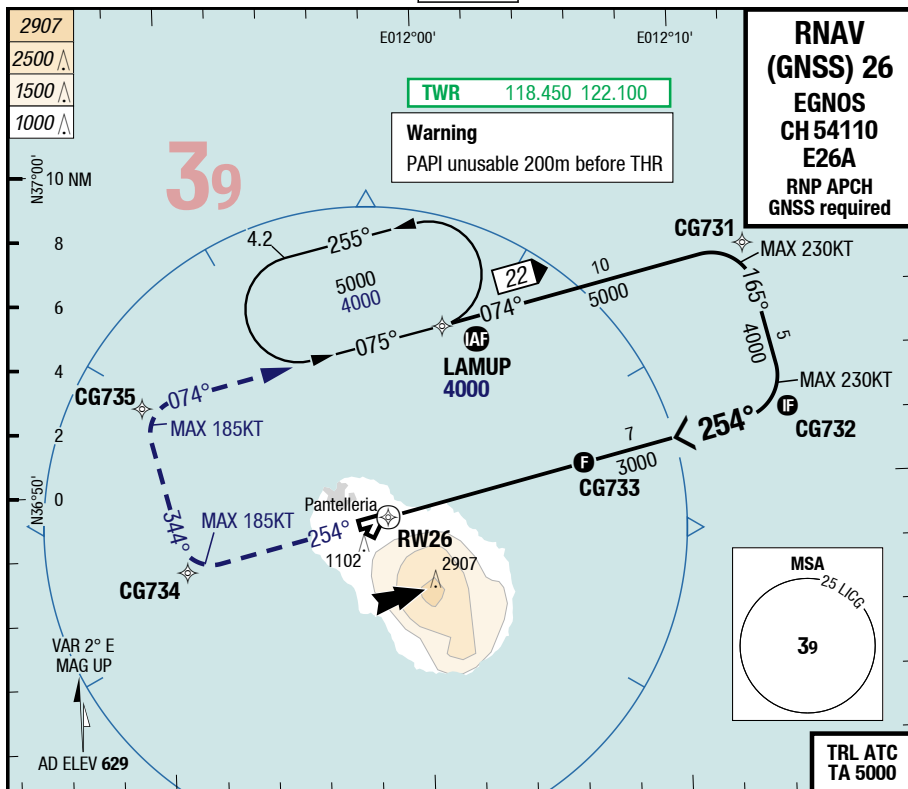 2907
2500
1500
1000
E012°00'
E012°10'
RNAV
(GNSS) 26
EGNOS
CH 54110
E26A
RNP APCH
GNSS required
TWR 118.450 122.100
Warning
PAPI unusable 200m before THR
39
N37°00'
10 NM
8
6
4
2
0
N36°50'
CG731
MAX 230KT
4.2
255°
5000
4000
075°
22
074°
10
5000
165°
4000
5
IAF
LAMUP
4000
MAX 230KT
IF
CG732
CG735
074°
MAX 185KT
254°
7
3000
F
CG733
344°
MAX 185KT
254°
Pantelleria
RW26
1102
2907
CG734
MSA
25 LICG
39
VAR 2° E
MAG UP
AD ELEV 629
TRL ATC
TA 5000